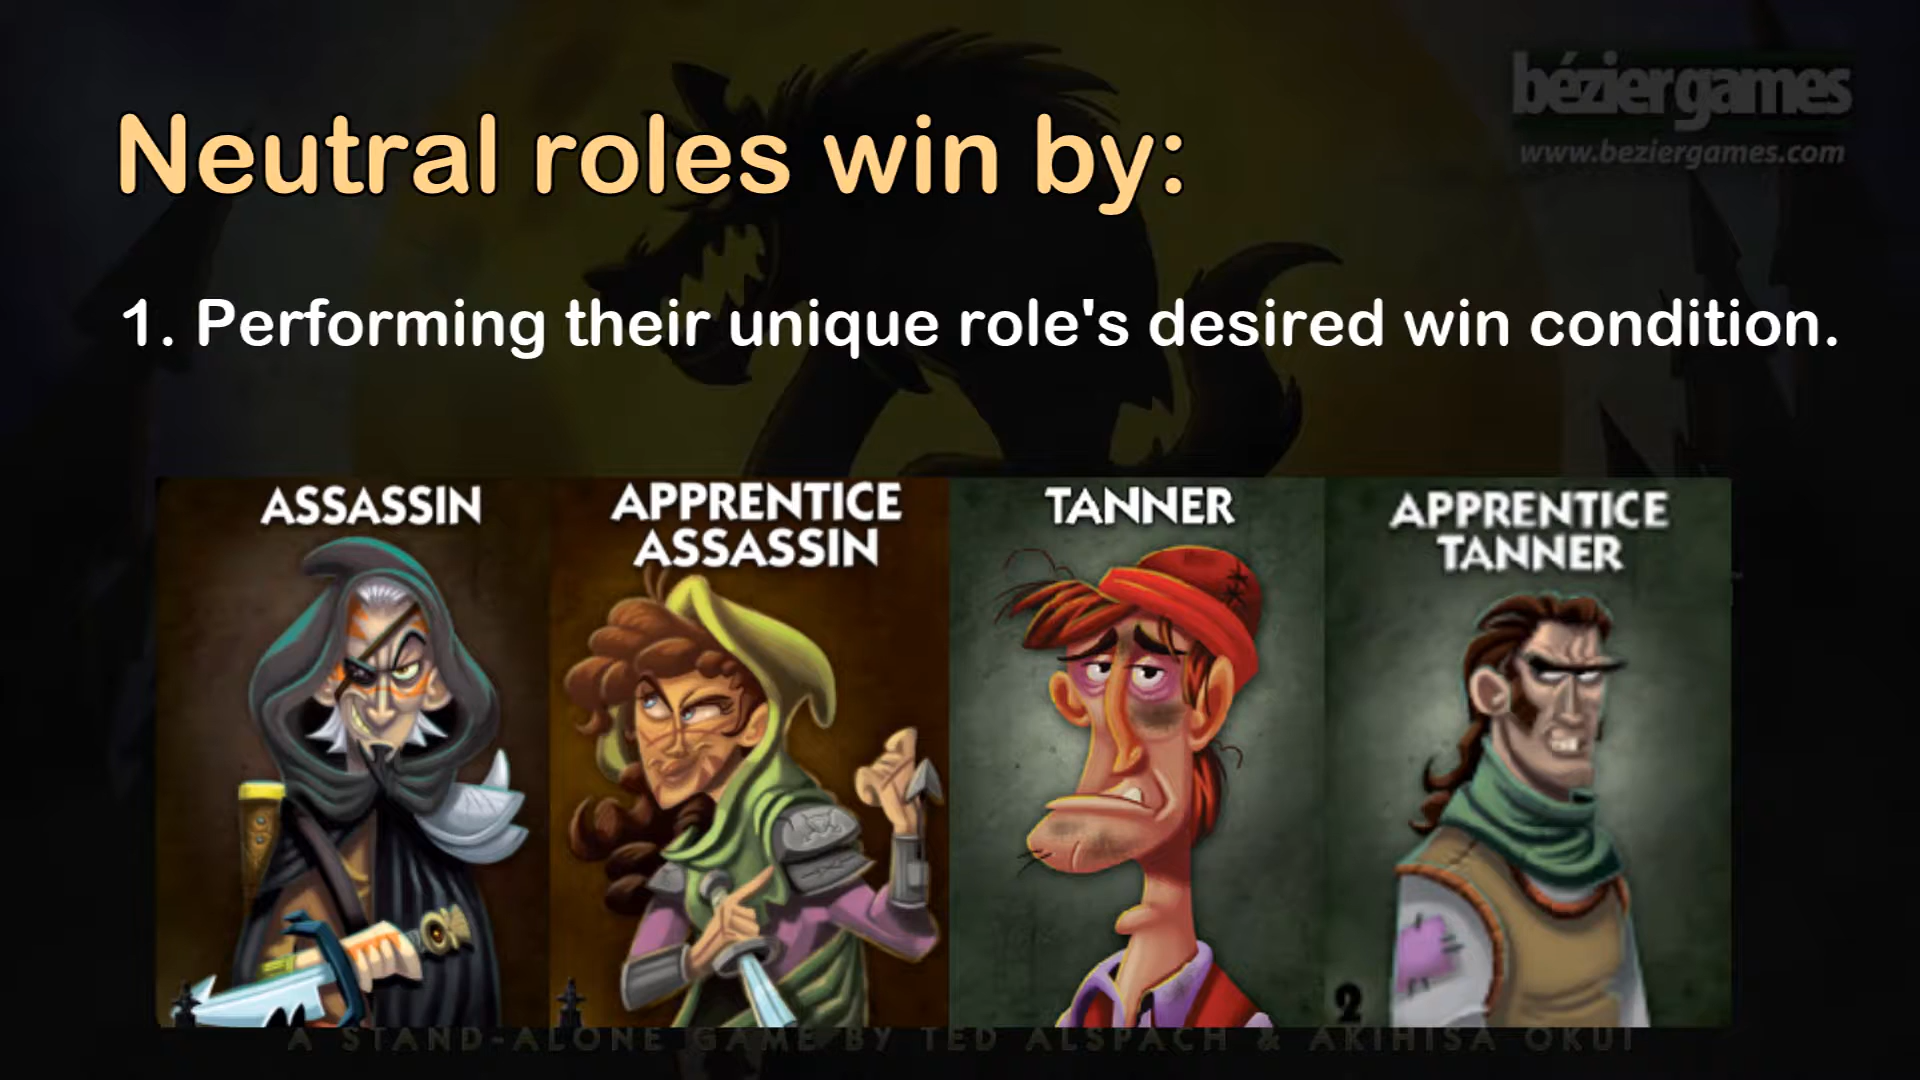 béziergames
www.beziergames.com
Neutral roles win by:
1. Performing their unique role's desired win condition.
ASSASSIN
APPRENTICE
ASSASSIN
TANNER
APPRENTICE
TANNER
2
A STAND-ALONE GAME BY TED ALSPACH & AKIHISA OKUI